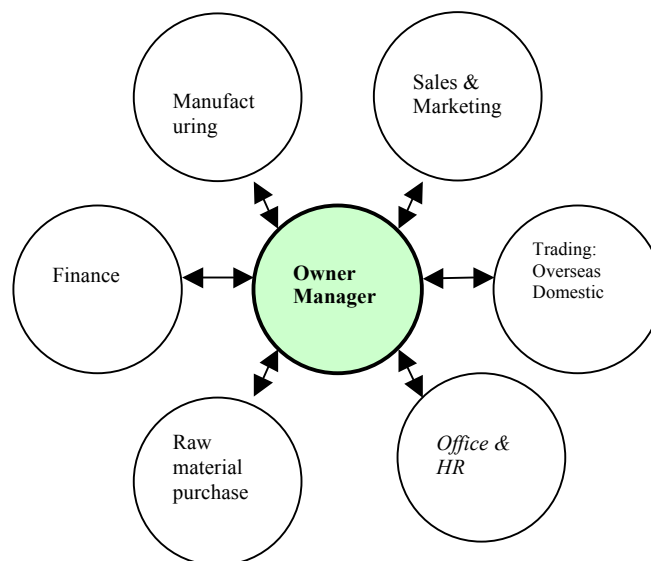 Manufact
uring
Sales &
Marketing
Finance
Owner
Manager
Trading:
Overseas
Domestic
Raw
material
purchase
Office &
HR